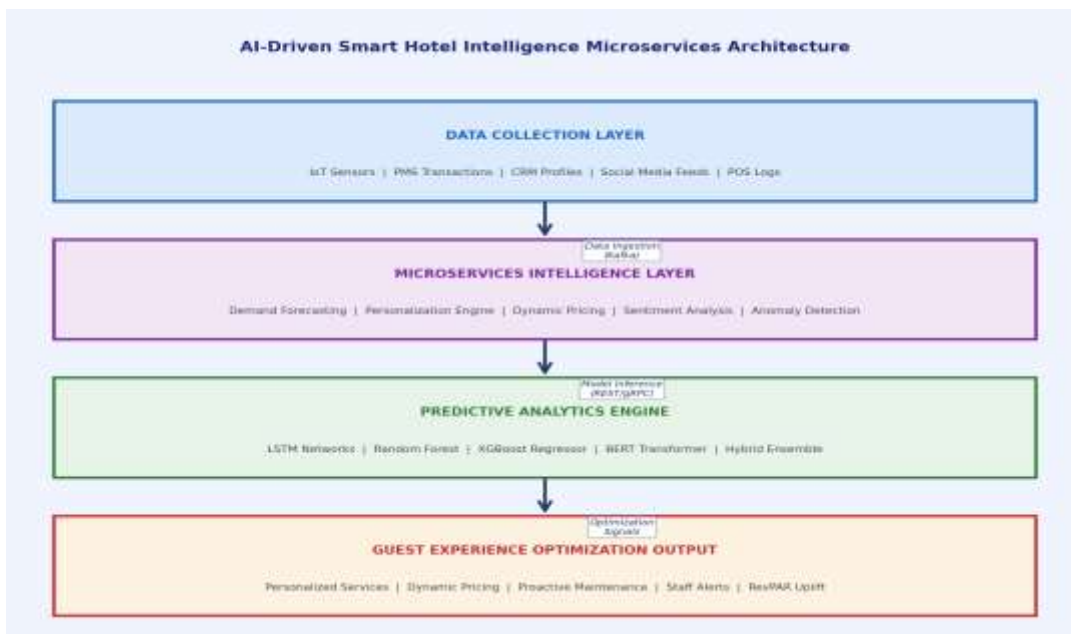 AI-Driven Smart Hotel Intelligence Microservices Architecture
DATA COLLECTION LAYER
IoT Sensors | PMS Transactions | CRM Profiles | Social Media Feeds | POS Logs
Data Ingestion
(Kafka)
MICROSERVICES INTELLIGENCE LAYER
Demand Forecasting | Personalization Engine | Dynamic Pricing | Sentiment Analysis | Anomaly Detection
Model Inference
(REST/gRPC)
PREDICTIVE ANALYTICS ENGINE
LSTM Networks | Random Forest | XGBoost Regressor | BERT Transformer | Hybrid Ensemble
Optimization
Signals
GUEST EXPERIENCE OPTIMIZATION OUTPUT
Personalized Services | Dynamic Pricing | Proactive Maintenance | Staff Alerts | RevPAR Uplift